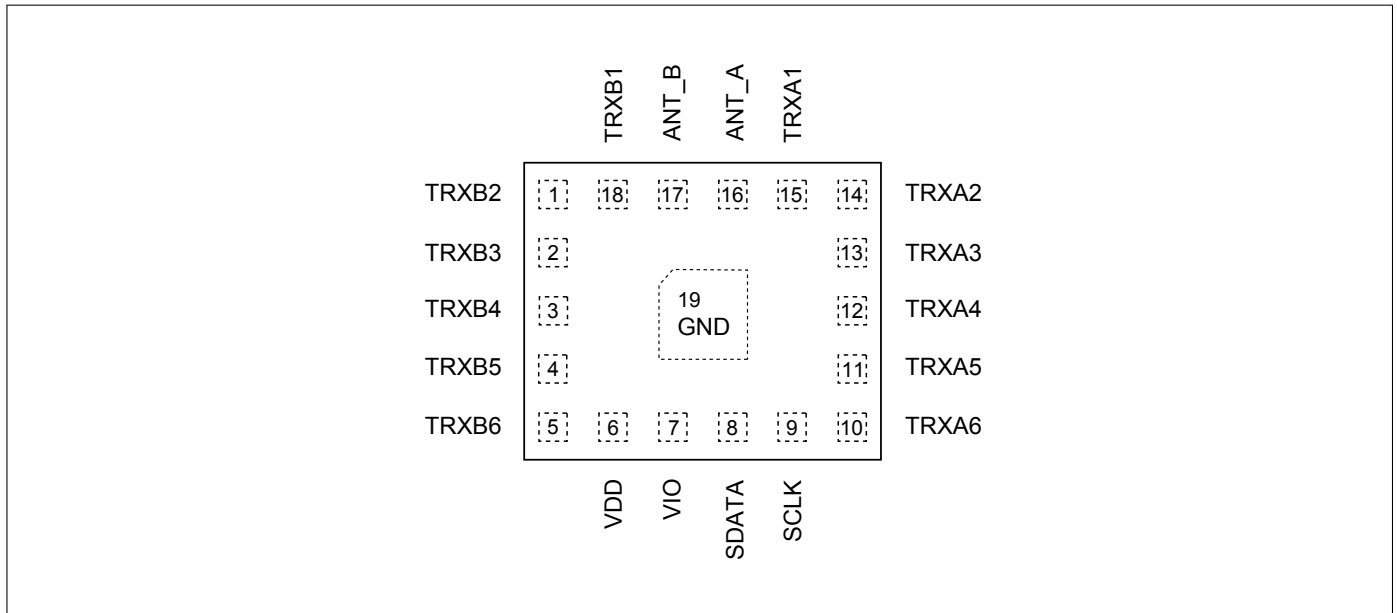 TRXB1
ANT_B
ANT_A
TRXA1
TRXB2 1 18 17 16 15 14 TRXA2
TRXB3 2 13 TRXA3
TRXB4 3 19 12 TRXA4
GND
TRXB5 4 11 TRXA5
TRXB6 5 6 7 8 9 10 TRXA6
VDD
VIO
SDATA
SCLK